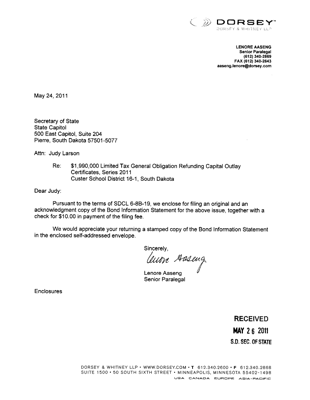 DORSEY
DORSEY & WHITNEY LLP
LENORE AASENG
Senior Paralegal
(612) 340-2869
FAX (612) 340-2643
aaseng.lenore@dorsey.com
May 24, 2011
Secretary of State
State Capitol
500 East Capitol, Suite 204
Pierre, South Dakota 57501-5077
Attn: Judy Larson
Re: $1,990,000 Limited Tax General Obligation Refunding Capital Outlay
Certificates, Series 2011
Custer School District 16-1, South Dakota
Dear Judy:
Pursuant to the terms of SDCL 6-8B-19, we enclose for filing an original and an
acknowledgment copy of the Bond Information Statement for the above issue, together with a
check for $10.00 in payment of the filing fee.
We would appreciate your returning a stamped copy of the Bond Information Statement
in the enclosed self-addressed envelope.
Sincerely,
Lenore Aaseng
Lenore Aaseng
Senior Paralegal
Enclosures
RECEIVED
MAY 26 2011
S.D. SEC. OF STATE
DORSEY & WHITNEY LLP • WWW.DORSEY.COM • T 612.340.2600 • F 612.340.2868
SUITE 1500 • 50 SOUTH SIXTH STREET • MINNEAPOLIS, MINNESOTA 55402-1498
USA CANADA EUROPE ASIA-PACIFIC